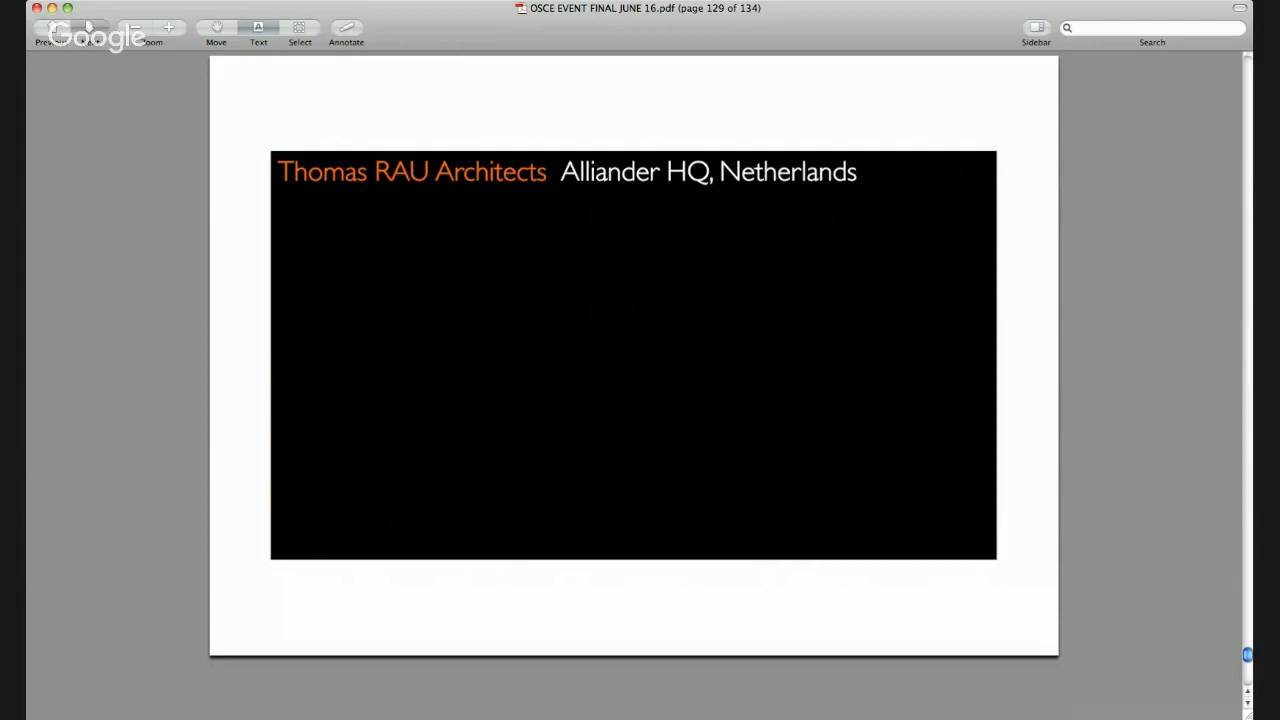 OSCE EVENT FINAL JUNE 16.pdf (page 129 of 134)
Google
Zoom Move Text Select Annotate Sidebar Search
Thomas RAU Architects Alliander HQ, Netherlands